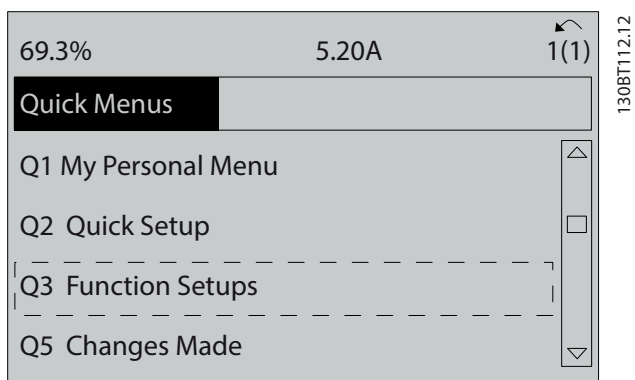 69.3% 5.20A 1(1)
Quick Menus
Q1 My Personal Menu
Q2 Quick Setup
Q3 Function Setups
Q5 Changes Made
130BT112.12